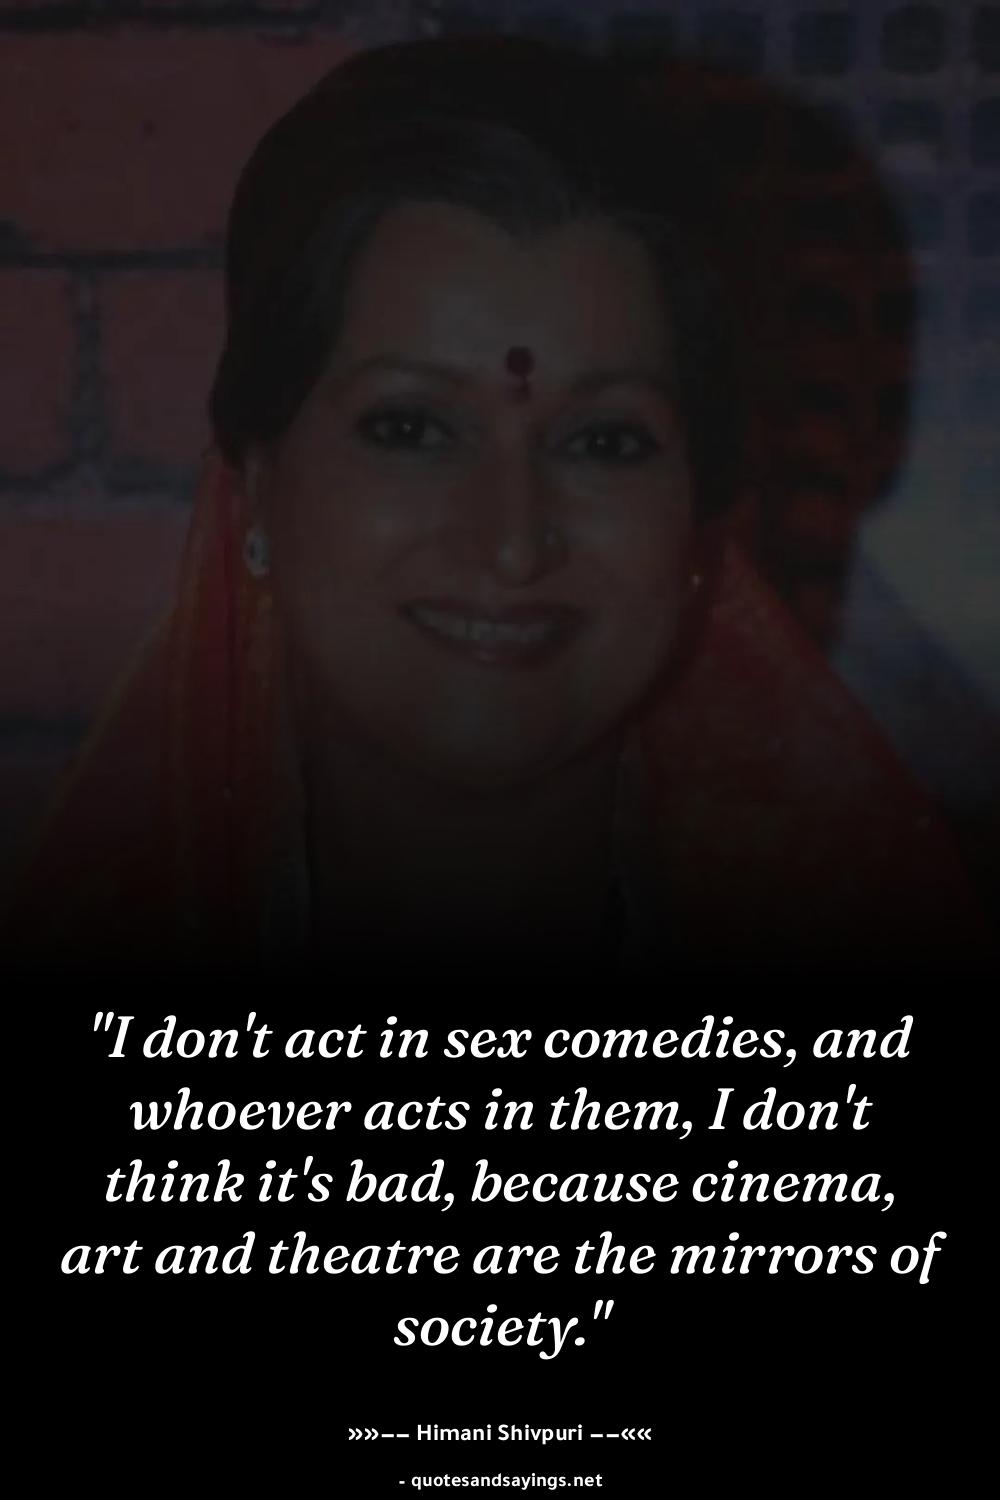 "I don't act in sex comedies, and
whoever acts in them, I don't
think it's bad, because cinema,
art and theatre are the mirrors of
society."
»»–– Himani Shivpuri ––««
- quotesandsayings.net